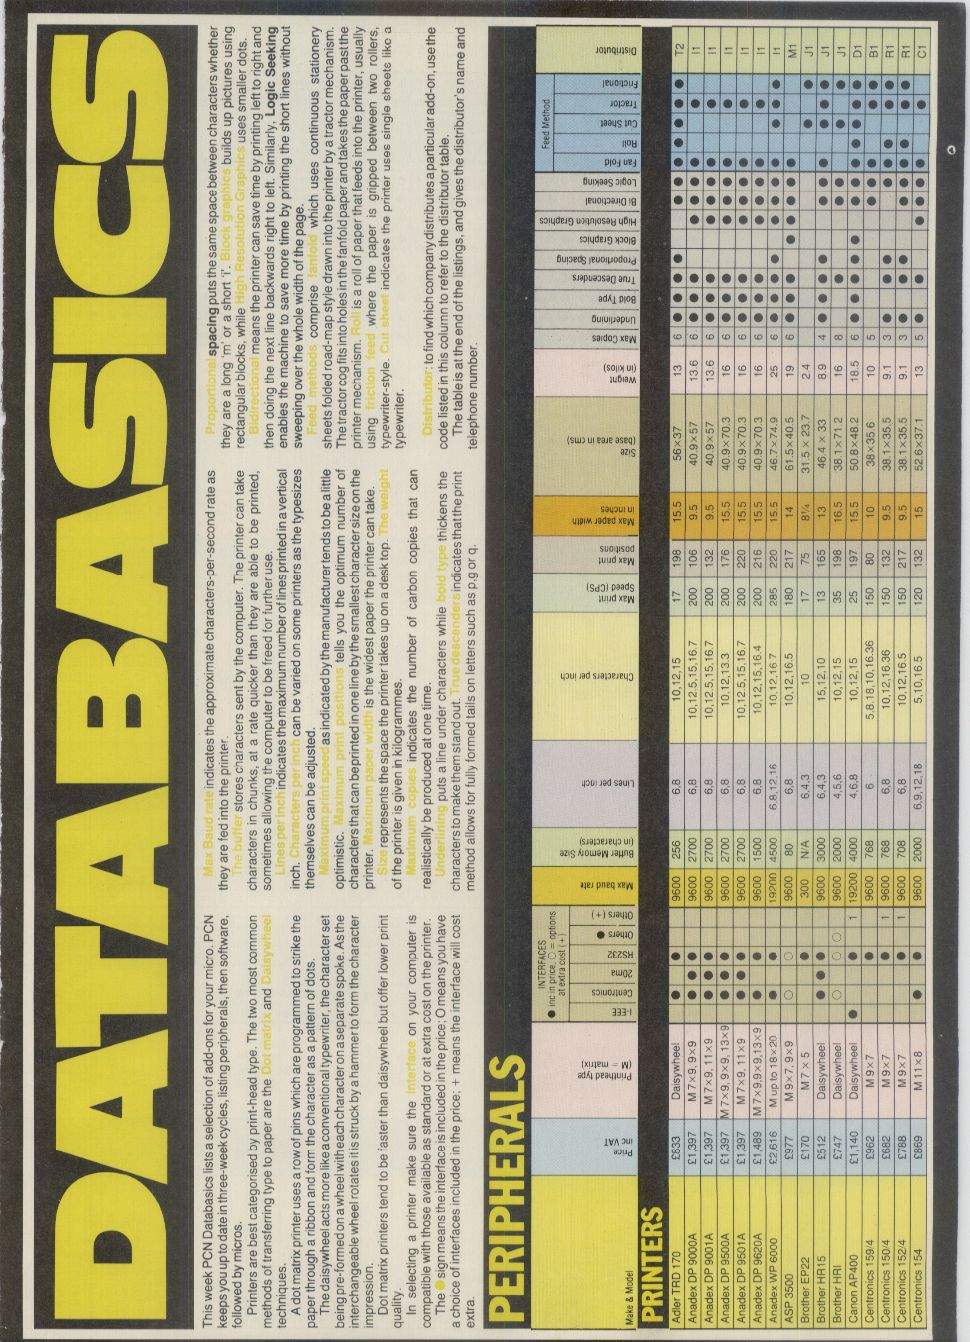 DATABASICS
This week PCN Databasics lists a selection of add-ons for your micro. PCN
keeps you up to date in three-week cycles, listing peripherals, then software,
followed by micros.
Printers are best categorised by print-head type. The two most common
methods of transferring type to paper are the Dot matrix and Daisywheel
techniques.
A dot matrix printer uses a row of pins which are programmed to strike the
paper through a ribbon and form the character as a pattern of dots.
The daisywheel acts more like a conventional typewriter, the character set
being pre-formed on a wheel with each character on a separate spoke. As the
interchangeable wheel rotates it is struck by a hammer to form the character
impression.
Dot matrix printers tend to be faster than daisywheel but offer lower print
quality.
In selecting a printer make sure the interface on your computer is
compatible with those available as standard or at extra cost on the printer.
The ● sign means the interface is included in the price; O means you have
a choice of interfaces included in the price; + means the interface will cost
extra.
Max Baud rate indicates the approximate characters-per-second rate as
they are fed into the printer.
The buffer stores characters sent by the computer. The printer can take
characters in chunks, at a rate quicker than they are able to be printed,
sometimes allowing the computer to be freed for further use.
Lines per inch indicates the maximum number of lines printed in a vertical
inch. Characters per inch can be varied on some printers as the typesizes
themselves can be adjusted.
Maximum print speed as indicated by the manufacturer tends to be a little
optimistic. Maximum print positions tells you the optimum number of
characters that can be printed in one line by the smallest character size on the
printer. Maximum paper width is the widest paper the printer can take.
Size represents the space the printer takes up on a desk top. The weight
of the printer is given in kilogrammes.
Maximum copies indicates the number of carbon copies that can
realistically be produced at one time.
Underlining puts a line under characters while bold type thickens the
characters to make them stand out. True descenders indicates that the print
method allows for fully formed tails on letters such as p,g or q.
Proportional spacing puts the same space between characters whether
they are a long 'm' or a short 'i'. Block graphics builds up pictures using
rectangular blocks, while High Resolution Graphics uses smaller dots.
Bidirectional means the printer can save time by printing left to right and
then doing the next line backwards right to left. Similarly, Logic Seeking
enables the machine to save more time by printing the short lines without
sweeping over the whole width of the page.
Feed methods comprise fanfold which uses continuous stationery
sheets folded road-map style drawn into the printer by a tractor mechanism.
The tractor cog fits into holes in the fanfold paper and takes the paper past the
printer mechanism. Roll is a roll of paper that feeds into the printer, usually
using friction feed where the paper is gripped between two rollers,
typewriter-style. Cut sheet indicates the printer uses single sheets like a
typewriter.
Distributor: to find which company distributes a particular add-on, use the
code listed in this column to refer to the distributor table.
The table is at the end of the listings, and gives the distributor's name and
telephone number.
PERIPHERALS
Make & Model
Price inc VAT
Printhead type (M = matrix)
INTERFACES
● inc in price, ○ = options at extra cost (+)
I-EEE
Centronics
20ma
RS232
Others ●
Others (+)
Max baud rate
Buffer Memory Size (in characters)
Lines per inch
Characters per inch
Max print Speed (CPS)
Max print positions
Max paper width in inches
Size (base area in cms)
Weight (in kilos)
Max Copies
Underlining
Bold Type
True Descenders
Proportional Spacing
Block Graphics
High Resolution Graphics
Bi Directional
Logic Seeking
Feed Method
Fan Fold
Roll
Cut Sheet
Tractor
Frictional
Distributor
PRINTERS
Adler TRD 170 £833 Daisywheel ● ● 9600 256 6,8 10,12,15 17 198 15.5 56×37 13 6 ● ● ● ● ● ● ● ● ● ● ● T2
Anadex DP 9000A £1,397 M 7×9, 9×9 ● ● ● 9600 2700 6,8 10,12.5,15,16.7 200 106 9.5 40.9×57 13.6 6 ● ● ● ● ● ● ● ● I1
Anadex DP 9001A £1,397 M 7×9, 11×9 ● ● ● 9600 2700 6,8 10,12.5,15,16.7 200 132 9.5 40.9×57 13.6 6 ● ● ● ● ● ● ● ● I1
Anadex DP 9500A £1,397 M 7×9, 9×9, 13×9 ● ● ● 9600 2700 6,8 10,12,13.3 200 176 15.5 40.9×70.3 16 6 ● ● ● ● ● ● ● ● I1
Anadex DP 9501A £1,397 M 7×9, 11×9 ● ● ● 9600 2700 6,8 10,12.5,15,16.7 200 220 15.5 40.9×70.3 16 6 ● ● ● ● ● ● ● ● I1
Anadex DP 9620A £1,489 M 7×9,9×9,13×9 ● ● 9600 1500 6,8 10,12,15,16.4 200 216 15.5 40.9×70.3 16 6 ● ● ● ● ● ● ● ● I1
Anadex WP 6000 £2,616 M up to 18×20 ● ● 19200 4500 6,8,12,16 10,12,16.7 285 220 15.5 46.7×74.9 25 6 ● ● ● ● ● ● ● ● ● ● I1
ASP 3500 £977 M 9×7, 9×9 ○ ○ 9600 80 6,8 10,12,16.5 180 217 14 61.5×40.5 19 6 ● ● ● ● ● ● ● ● M1
Brother EP22 £170 M 7×5 ● 300 N/A 6,4,3 10 17 75 8¼ 31.5×23.7 2.4 ● ● J1
Brother HR15 £512 Daisywheel ● ● ● 9600 3000 6,4,3 15,12,10 13 165 13 46.4×33 8.9 4 ● ● ● ● ● ● ● ● ● ● J1
Brother HRI £747 Daisywheel ○ ○ ○ 9600 2000 4,5,6 10,12,15 35 198 16.5 38.1×71.2 16 8 ● ● ● ● ● J1
Canon AP400 £1,140 Daisywheel ● ● 1 19200 4000 4,6,8 10,12,15 25 197 15.5 50.8×48.2 18.5 6 ● ● ● ● ● ● ● ● ● ● ● D1
Centronics 159/4 £962 M 9×7 ● 9600 768 6 5,8.18,10,16.36 150 80 10 38×35.6 10 5 ● ● ● ● ● B1
Centronics 150/4 £682 M 9×7 ● 1 9600 768 6,8 10,12,16.36 150 132 9.5 38.1×35.5 9.1 3 ● ● ● ● ● ● ● R1
Centronics 152/4 £788 M 9×7 ● 1 9600 708 6,8 10,12,16.5 150 217 9.5 38.1×35.5 9.1 3 ● ● ● ● ● ● ● ● ● R1
Centronics 154 £869 M 11×8 ● ● 9600 2000 6,9,12,18 5,10,16.5 120 132 15 52.6×37.1 13 5 ● ● ● ● ● C1